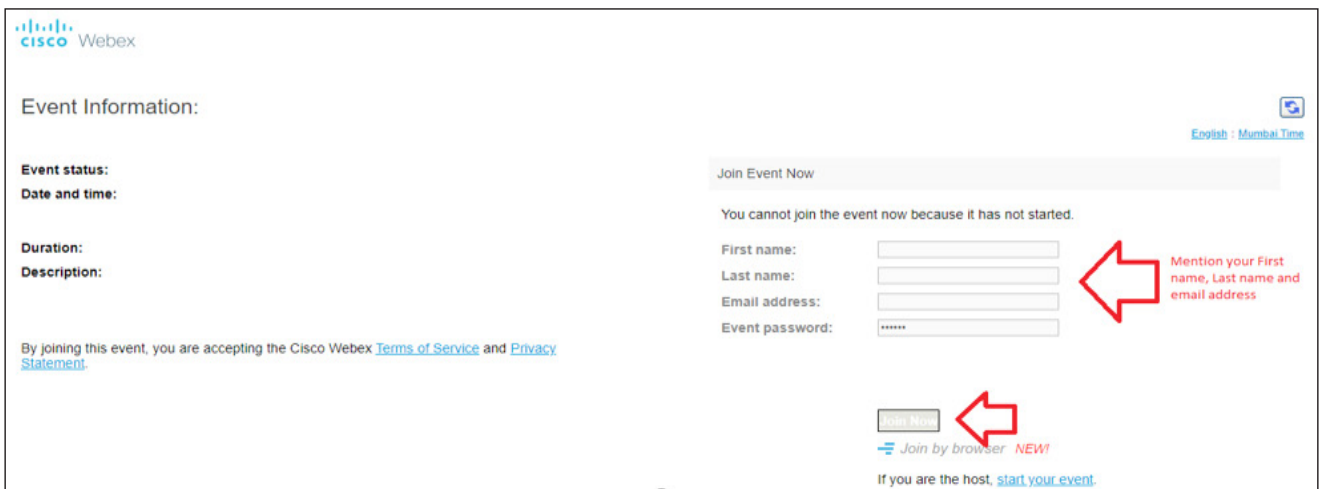 cisco Webex
Event Information:
English : Mumbai Time
Event status:
Date and time:
Duration:
Description:
By joining this event, you are accepting the Cisco Webex Terms of Service and Privacy
Statement.
Join Event Now
You cannot join the event now because it has not started.
First name:
Last name:
Email address:
Event password:
Mention your First
name, Last name and
email address
Join Now
Join by browser NEW!
If you are the host, start your event.